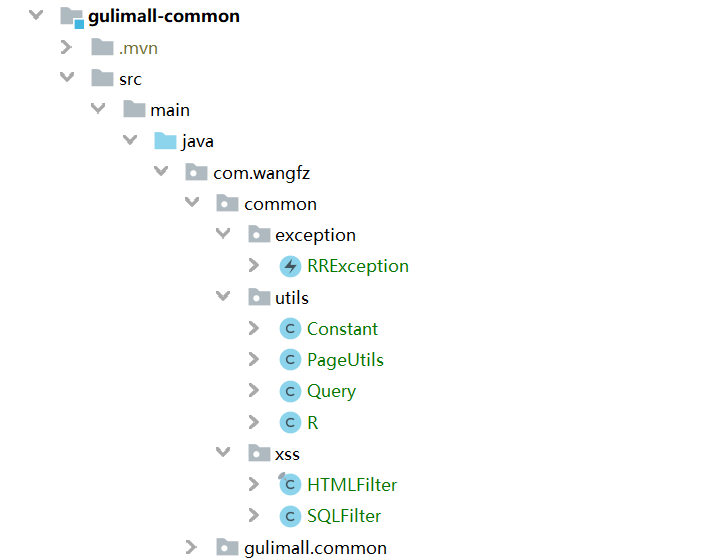 gulimall-common
.mvn
src
main
java
com.wangfz
common
exception
RRException
utils
Constant
PageUtils
Query
R
xss
HTMLFilter
SQLFilter
gulimall.common